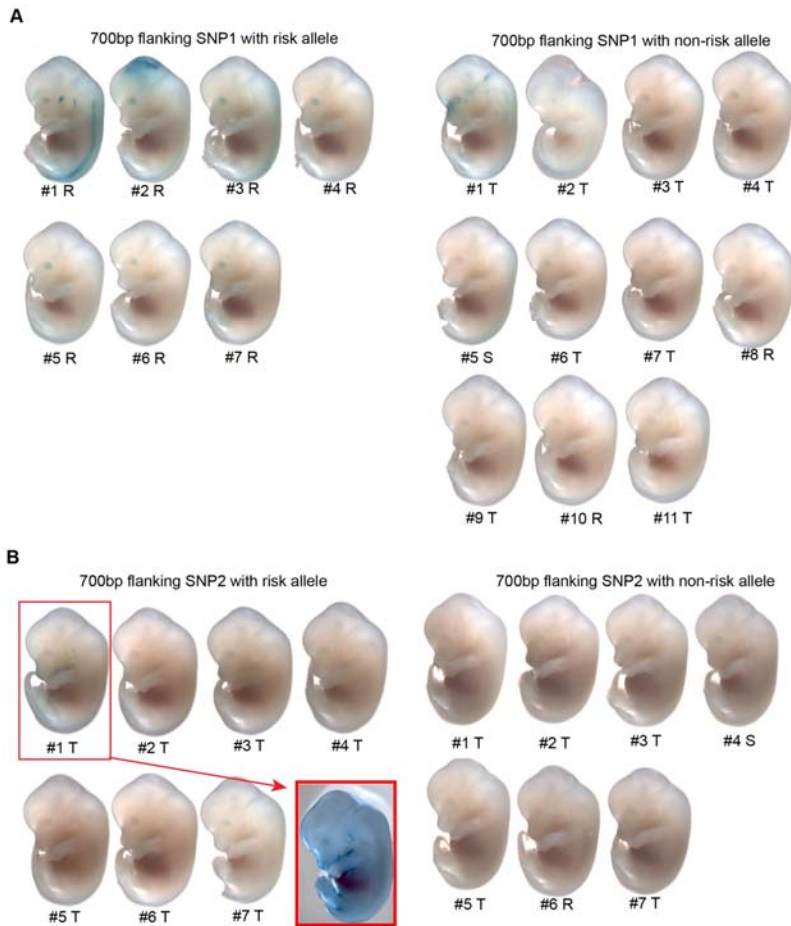 A
700bp flanking SNP1 with risk allele
#1 R #2 R #3 R #4 R
#5 R #6 R #7 R
700bp flanking SNP1 with non-risk allele
#1 T #2 T #3 T #4 T
#5 S #6 T #7 T #8 R
#9 T #10 R #11 T
B
700bp flanking SNP2 with risk allele
#1 T #2 T #3 T #4 T
#5 T #6 T #7 T
700bp flanking SNP2 with non-risk allele
#1 T #2 T #3 T #4 S
#5 T #6 R #7 T